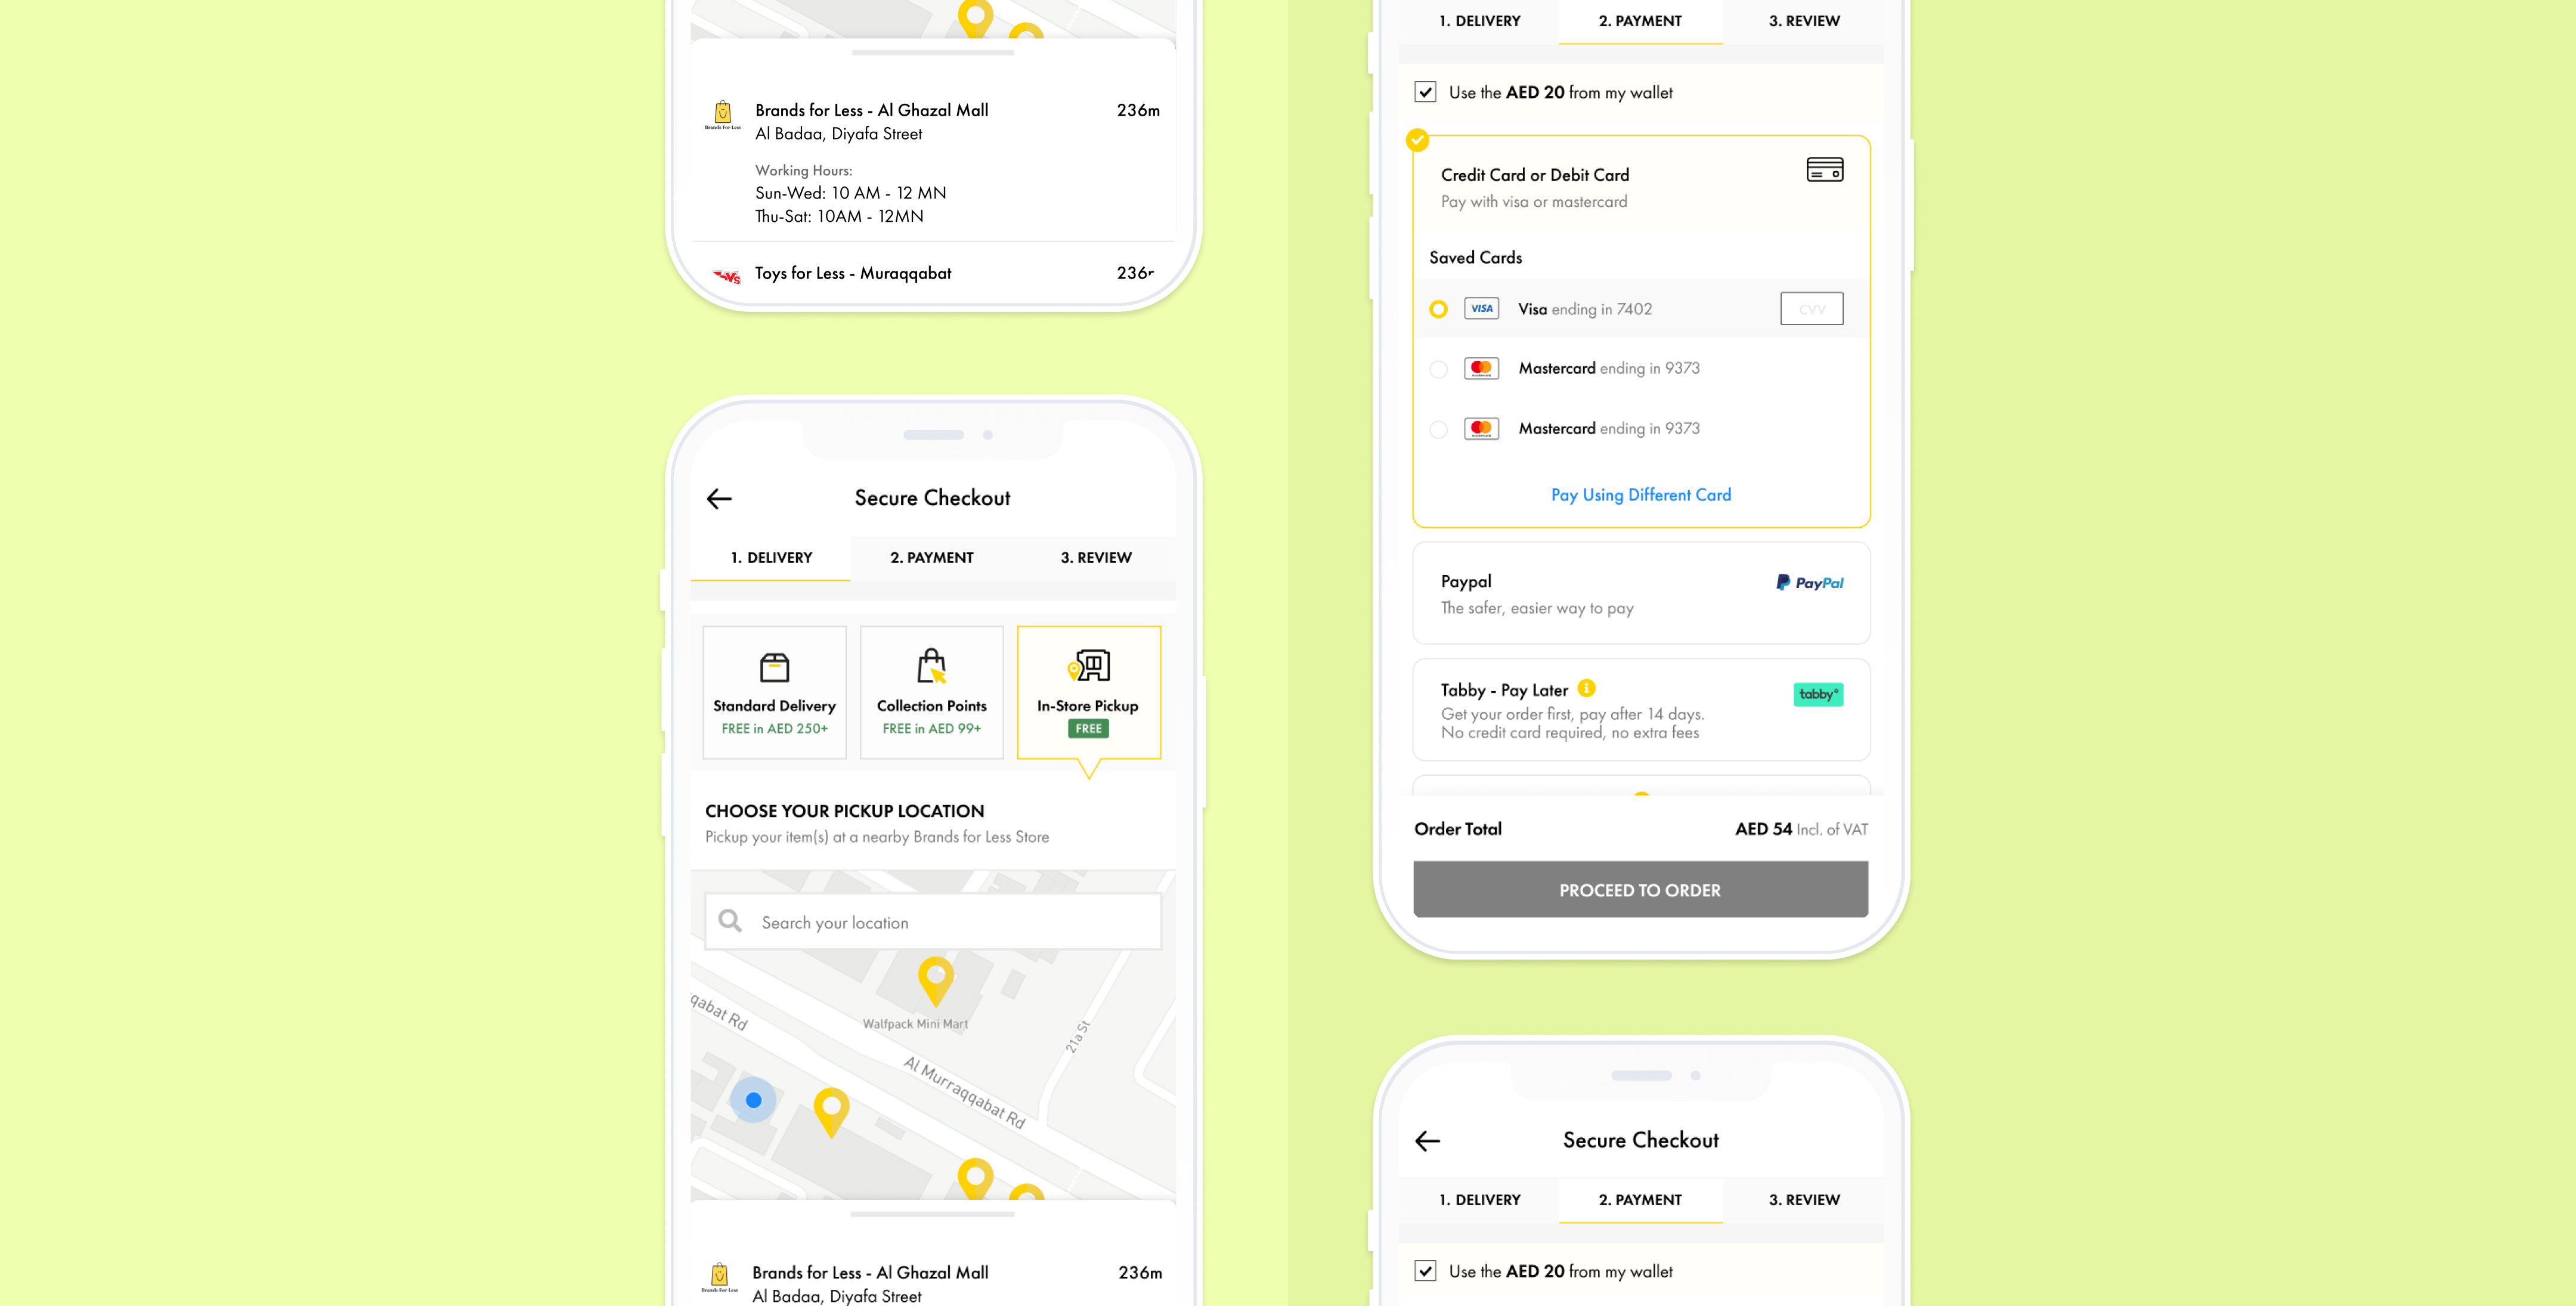 Brands for Less - Al Ghazal Mall 236m
Al Badaa, Diyafa Street
Brands For Less
Working Hours:
Sun-Wed: 10 AM - 12 MN
Thu-Sat: 10AM - 12MN
Toys for Less - Muraqqabat
Secure Checkout
1. DELIVERY 2. PAYMENT 3. REVIEW
Standard Delivery
FREE in AED 250+
Collection Points
FREE in AED 99+
In-Store Pickup
FREE
CHOOSE YOUR PICKUP LOCATION
Pickup your item(s) at a nearby Brands for Less Store
Search your location
Walfpack Mini Mart
qabat Rd
21a St
Al Murraqqabat Rd
Brands for Less - Al Ghazal Mall 236m
Al Badaa, Diyafa Street
Brands For Less
1. DELIVERY 2. PAYMENT 3. REVIEW
Use the AED 20 from my wallet
Credit Card or Debit Card
Pay with visa or mastercard
Saved Cards
VISA Visa ending in 7402 CVV
Mastercard ending in 9373
Mastercard ending in 9373
Pay Using Different Card
Paypal PayPal
The safer, easier way to pay
Tabby - Pay Later i tabby
Get your order first, pay after 14 days.
No credit card required, no extra fees
Order Total AED 54 Incl. of VAT
PROCEED TO ORDER
Secure Checkout
1. DELIVERY 2. PAYMENT 3. REVIEW
Use the AED 20 from my wallet